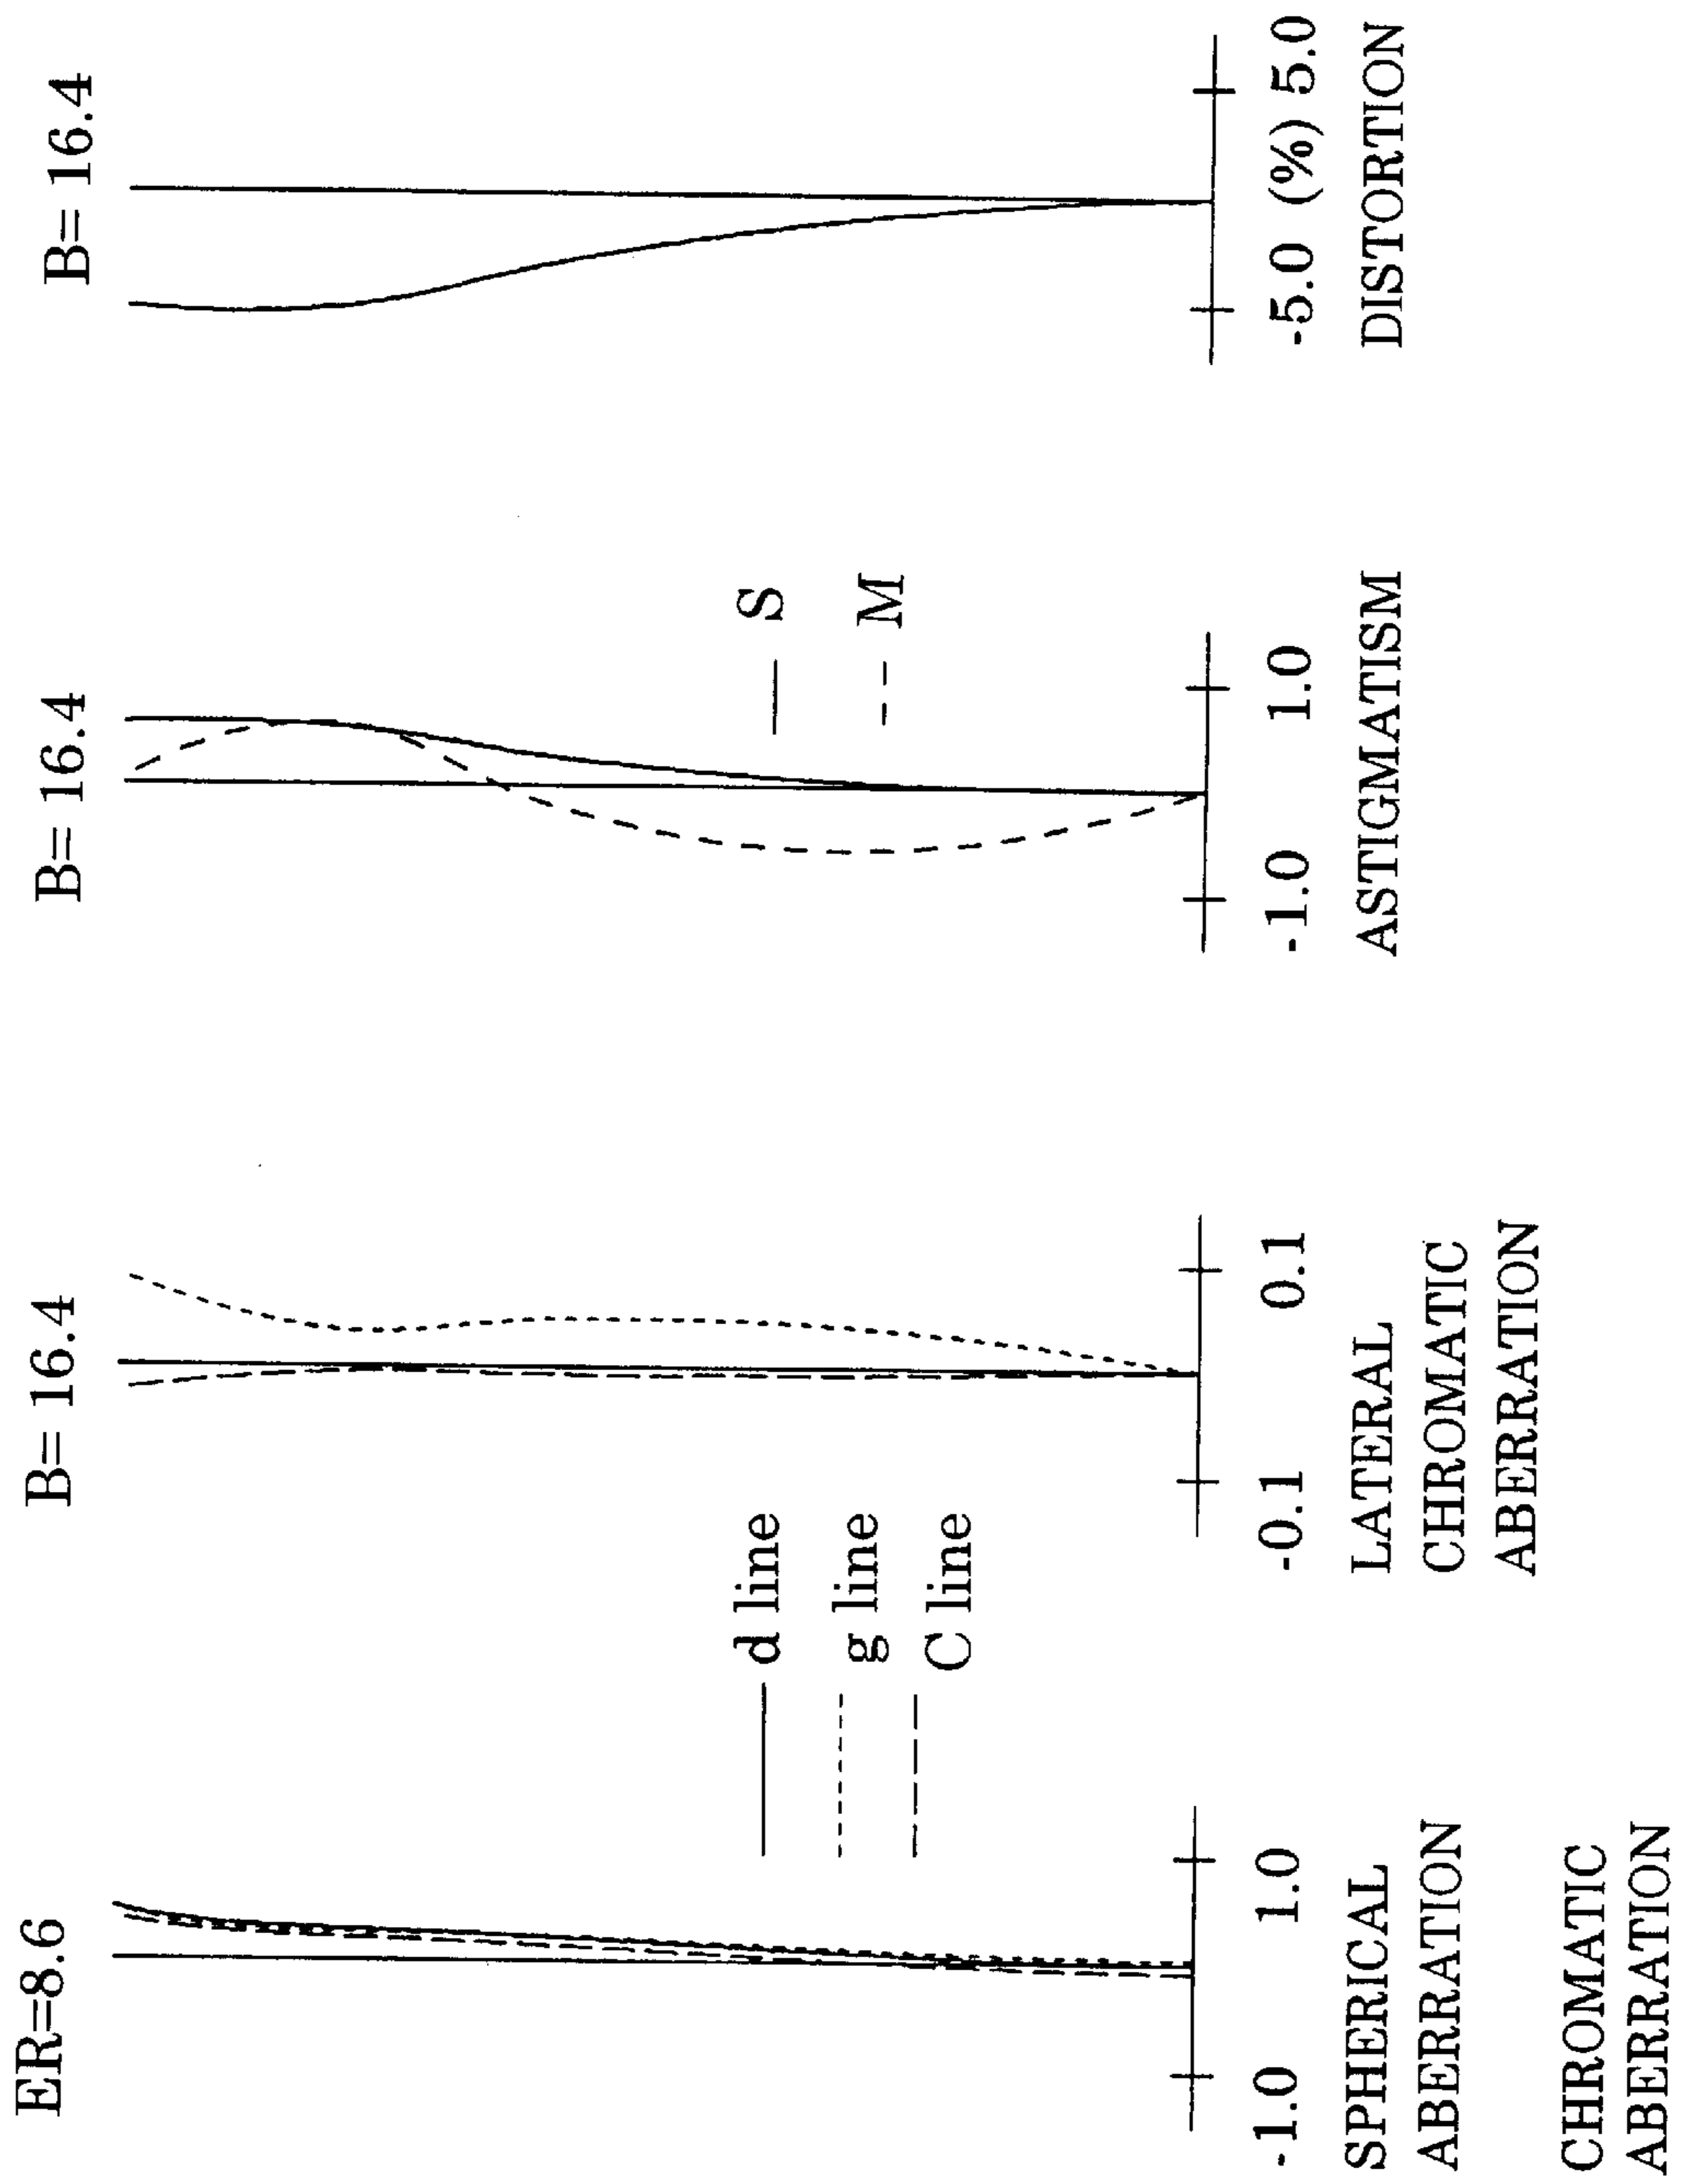 ER=8.6
-1.0 1.0
SPHERICAL
ABERRATION
CHROMATIC
ABERRATION
d line
g line
C line
B= 16.4
-0.1 0.1
LATERAL
CHROMATIC
ABERRATION
B= 16.4
S
M
-1.0 1.0
ASTIGMATISM
B= 16.4
-5.0 (%) 5.0
DISTORTION